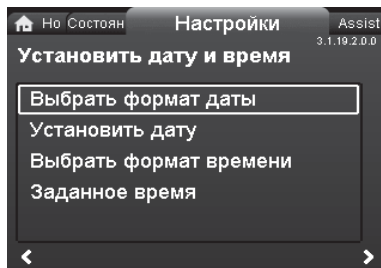 Но Состоян Настройки Assist
3.1.19.2.0.0
Установить дату и время
Выбрать формат даты
Установить дату
Выбрать формат времени
Заданное время